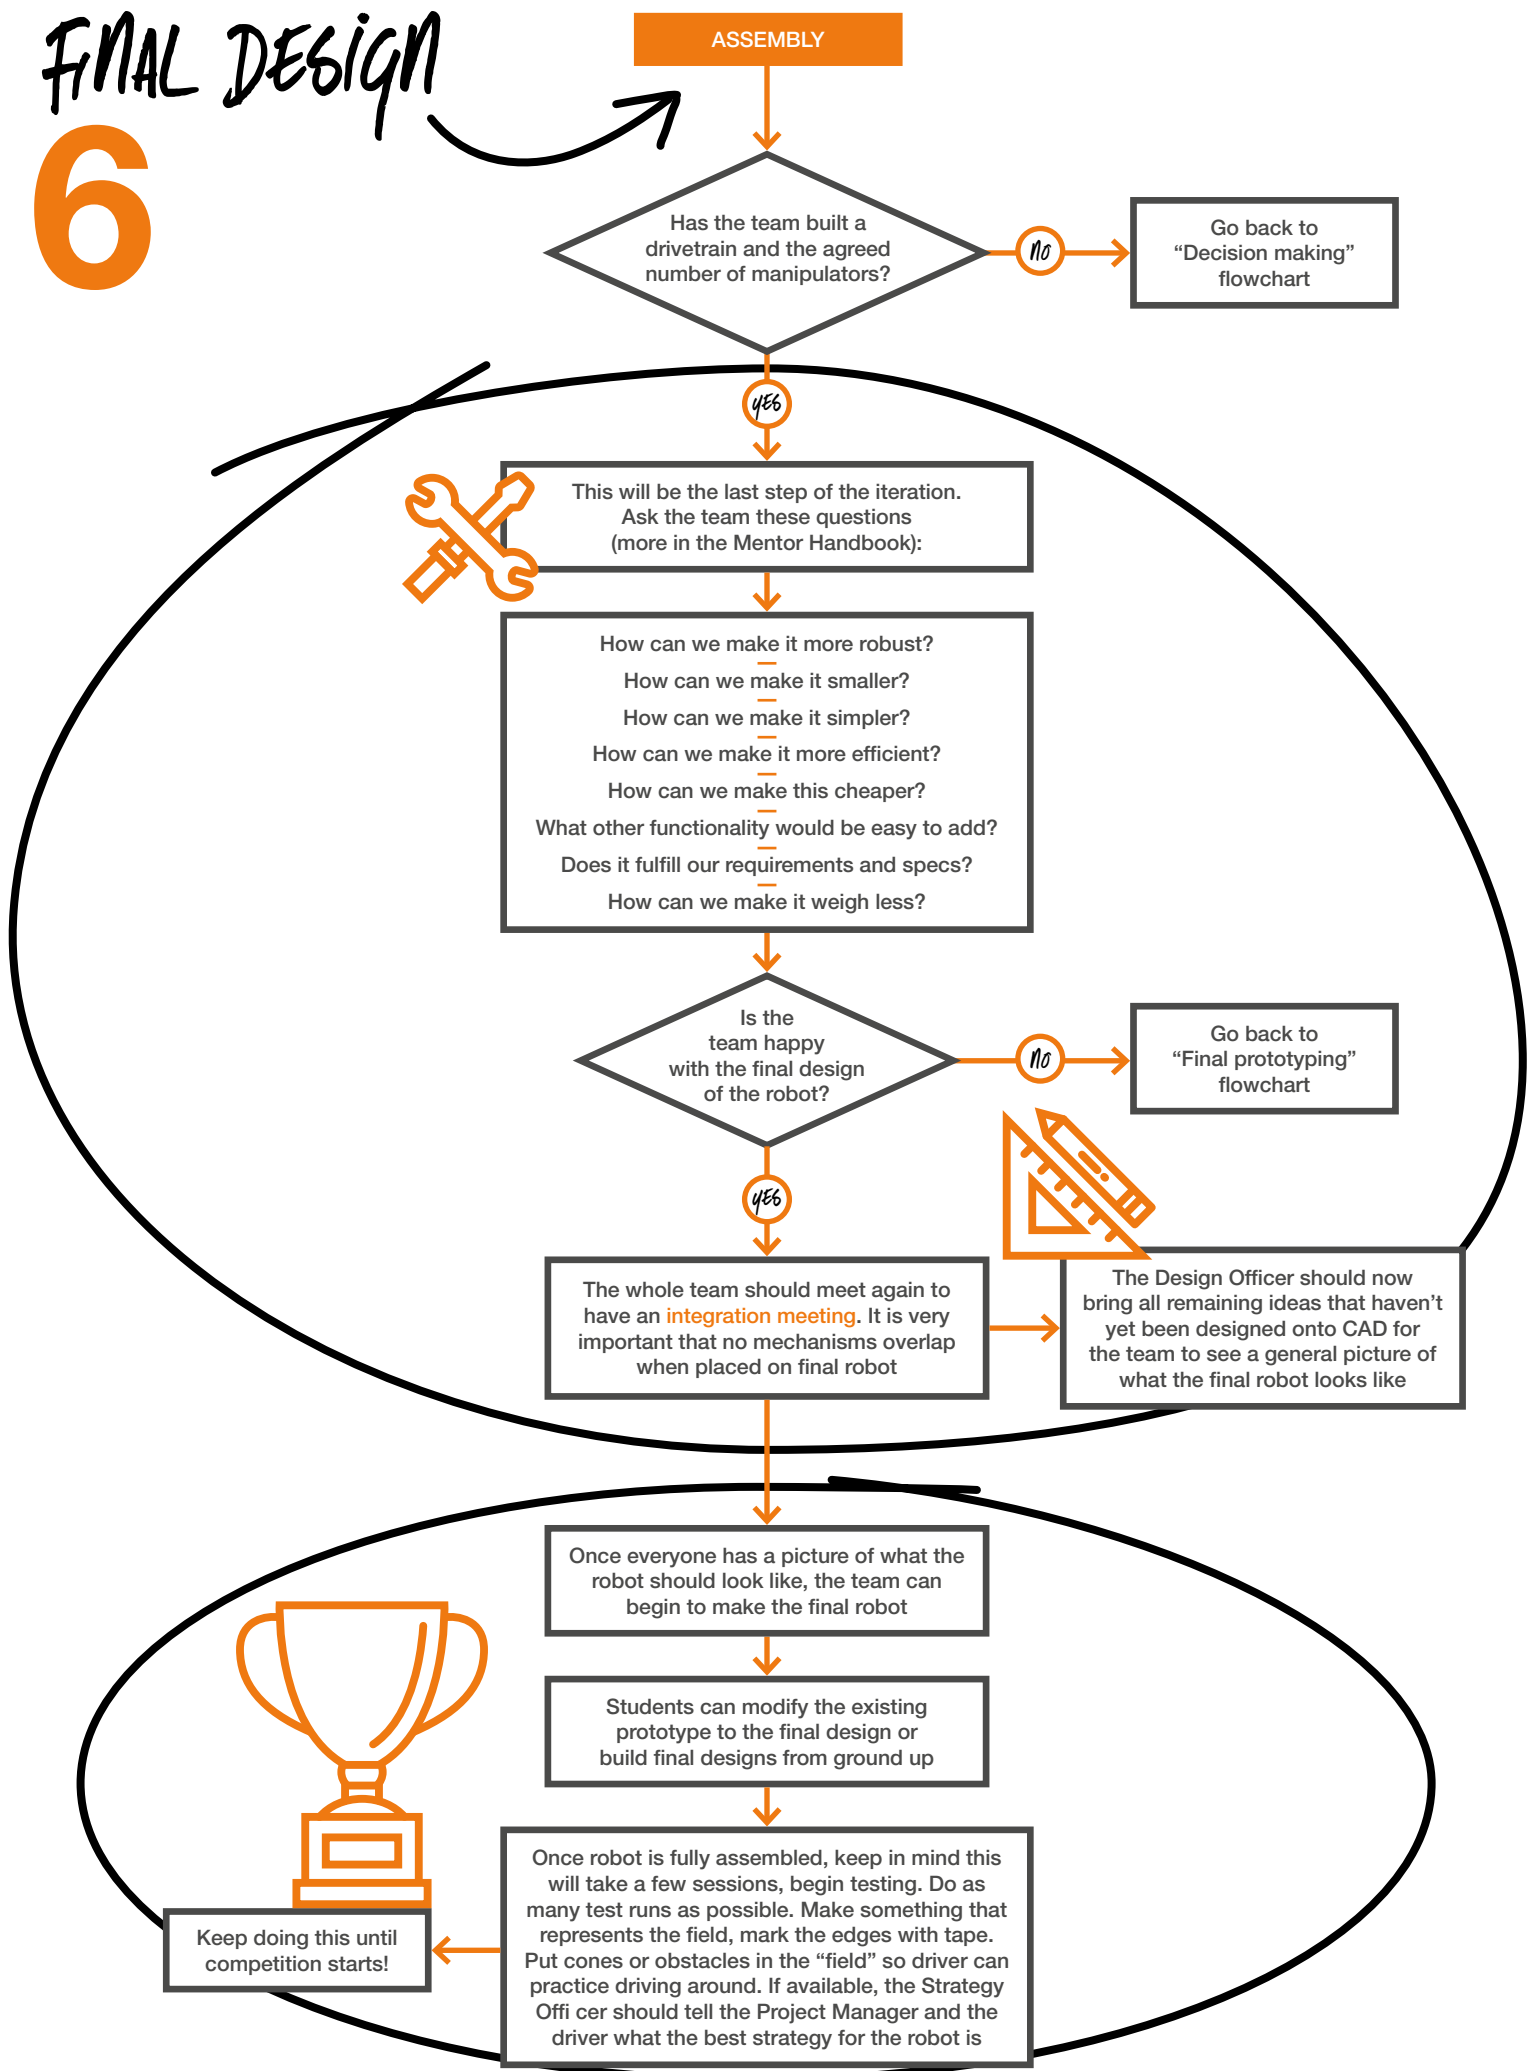 FINAL DESIGN
6
ASSEMBLY
Has the team built a
drivetrain and the agreed
number of manipulators?
NO
Go back to
“Decision making”
flowchart
YES
This will be the last step of the iteration.
Ask the team these questions
(more in the Mentor Handbook):
How can we make it more robust?
How can we make it smaller?
How can we make it simpler?
How can we make it more efficient?
How can we make this cheaper?
What other functionality would be easy to add?
Does it fulfill our requirements and specs?
How can we make it weigh less?
Is the
team happy
with the final design
of the robot?
NO
Go back to
“Final prototyping”
flowchart
YES
The whole team should meet again to
have an integration meeting. It is very
important that no mechanisms overlap
when placed on final robot
The Design Officer should now
bring all remaining ideas that haven’t
yet been designed onto CAD for
the team to see a general picture of
what the final robot looks like
Once everyone has a picture of what the
robot should look like, the team can
begin to make the final robot
Students can modify the existing
prototype to the final design or
build final designs from ground up
Once robot is fully assembled, keep in mind this
will take a few sessions, begin testing. Do as
many test runs as possible. Make something that
represents the field, mark the edges with tape.
Put cones or obstacles in the “field” so driver can
practice driving around. If available, the Strategy
Offi cer should tell the Project Manager and the
driver what the best strategy for the robot is
Keep doing this until
competition starts!